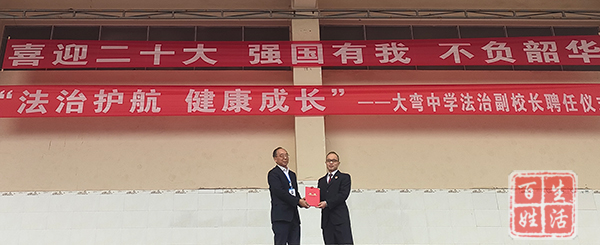 喜迎二十大 强国有我 不负韶华
“法治护航 健康成长”——大弯中学法治副校长聘任仪式
百姓生活